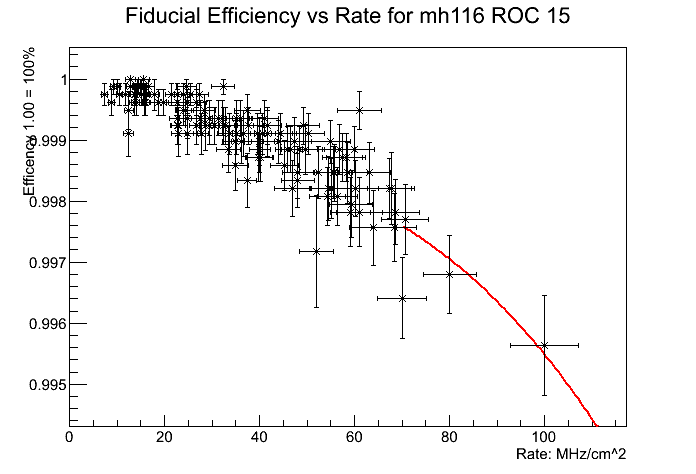 Fiducial Efficiency vs Rate for mh116 ROC 15
Efficency 1.00 = 100%
1
0.999
0.998
0.997
0.996
0.995
0 20 40 60 80 100
Rate: MHz/cm^2